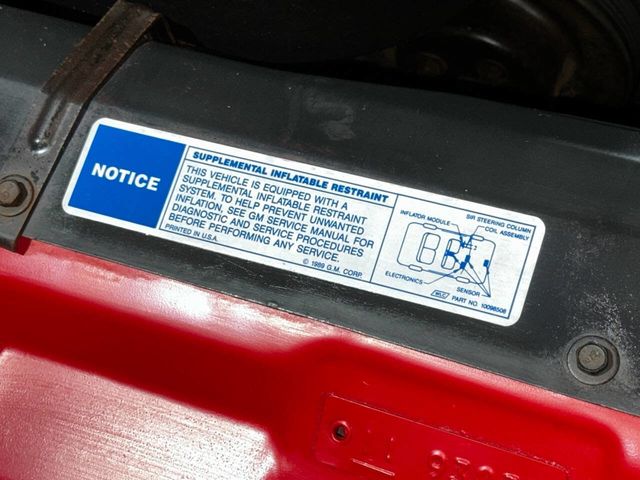 NOTICE
SUPPLEMENTAL INFLATABLE RESTRAINT
THIS VEHICLE IS EQUIPPED WITH A
SUPPLEMENTAL INFLATABLE RESTRAINT
SYSTEM. TO HELP PREVENT UNWANTED
INFLATION, SEE GM SERVICE MANUAL FOR
DIAGNOSTIC AND SERVICE PROCEDURES
BEFORE PERFORMING ANY SERVICE.
PRINTED IN U.S.A.
© 1989 G.M. CORP.
SIR STEERING COLUMN
COIL ASSEMBLY
INFLATOR MODULE
ELECTRONICS
SENSOR
PART NO. 10098508